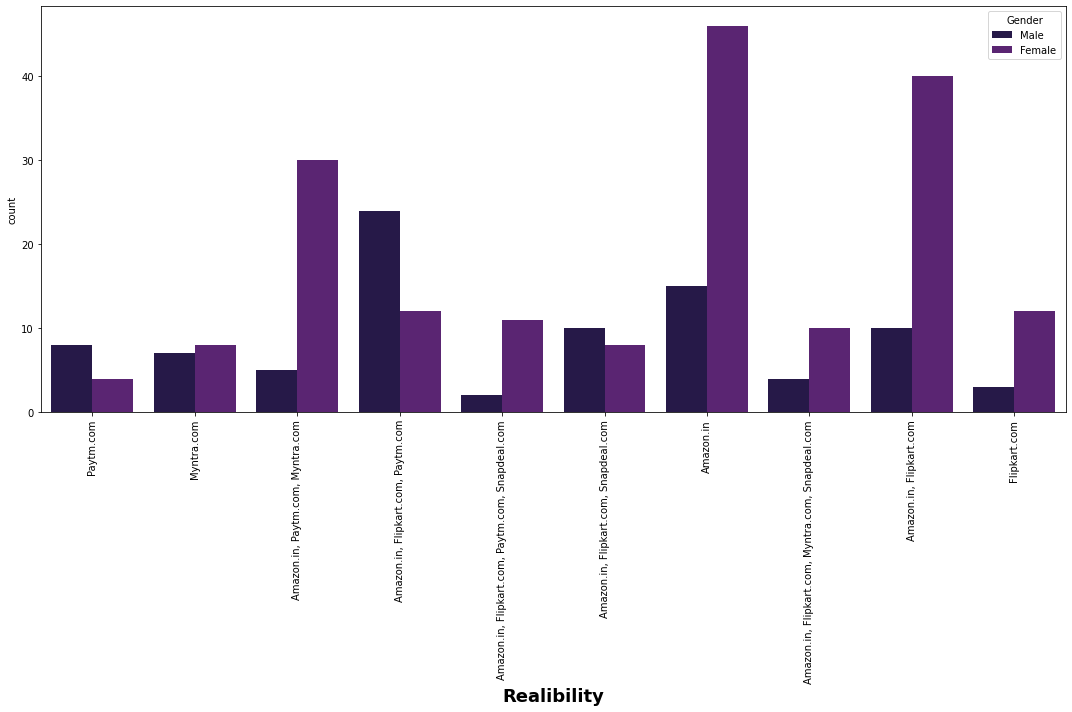 Gender
Male
Female
count
40
30
20
10
0
Paytm.com
Myntra.com
Amazon.in, Paytm.com, Myntra.com
Amazon.in, Flipkart.com, Paytm.com
Amazon.in, Flipkart.com, Paytm.com, Snapdeal.com
Amazon.in, Flipkart.com, Snapdeal.com
Amazon.in
Amazon.in, Flipkart.com, Myntra.com, Snapdeal.com
Amazon.in, Flipkart.com
Flipkart.com
Realibility